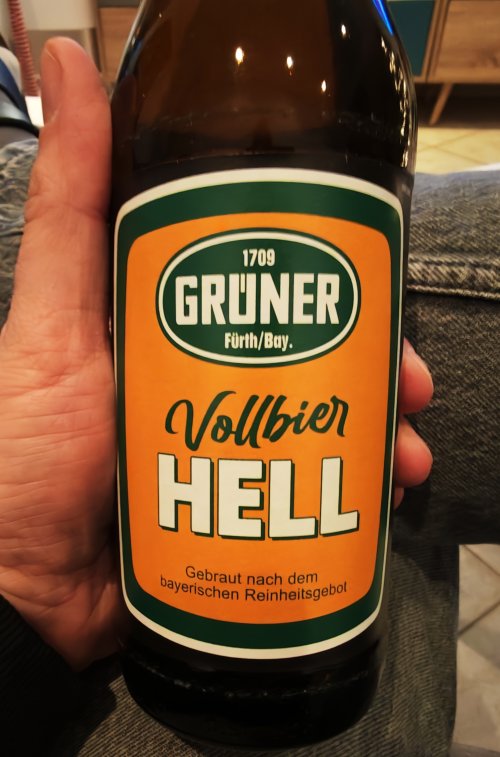 1709
GRÜNER
Fürth/Bay.
Vollbier
HELL
Gebraut nach dem
bayerischen Reinheitsgebot